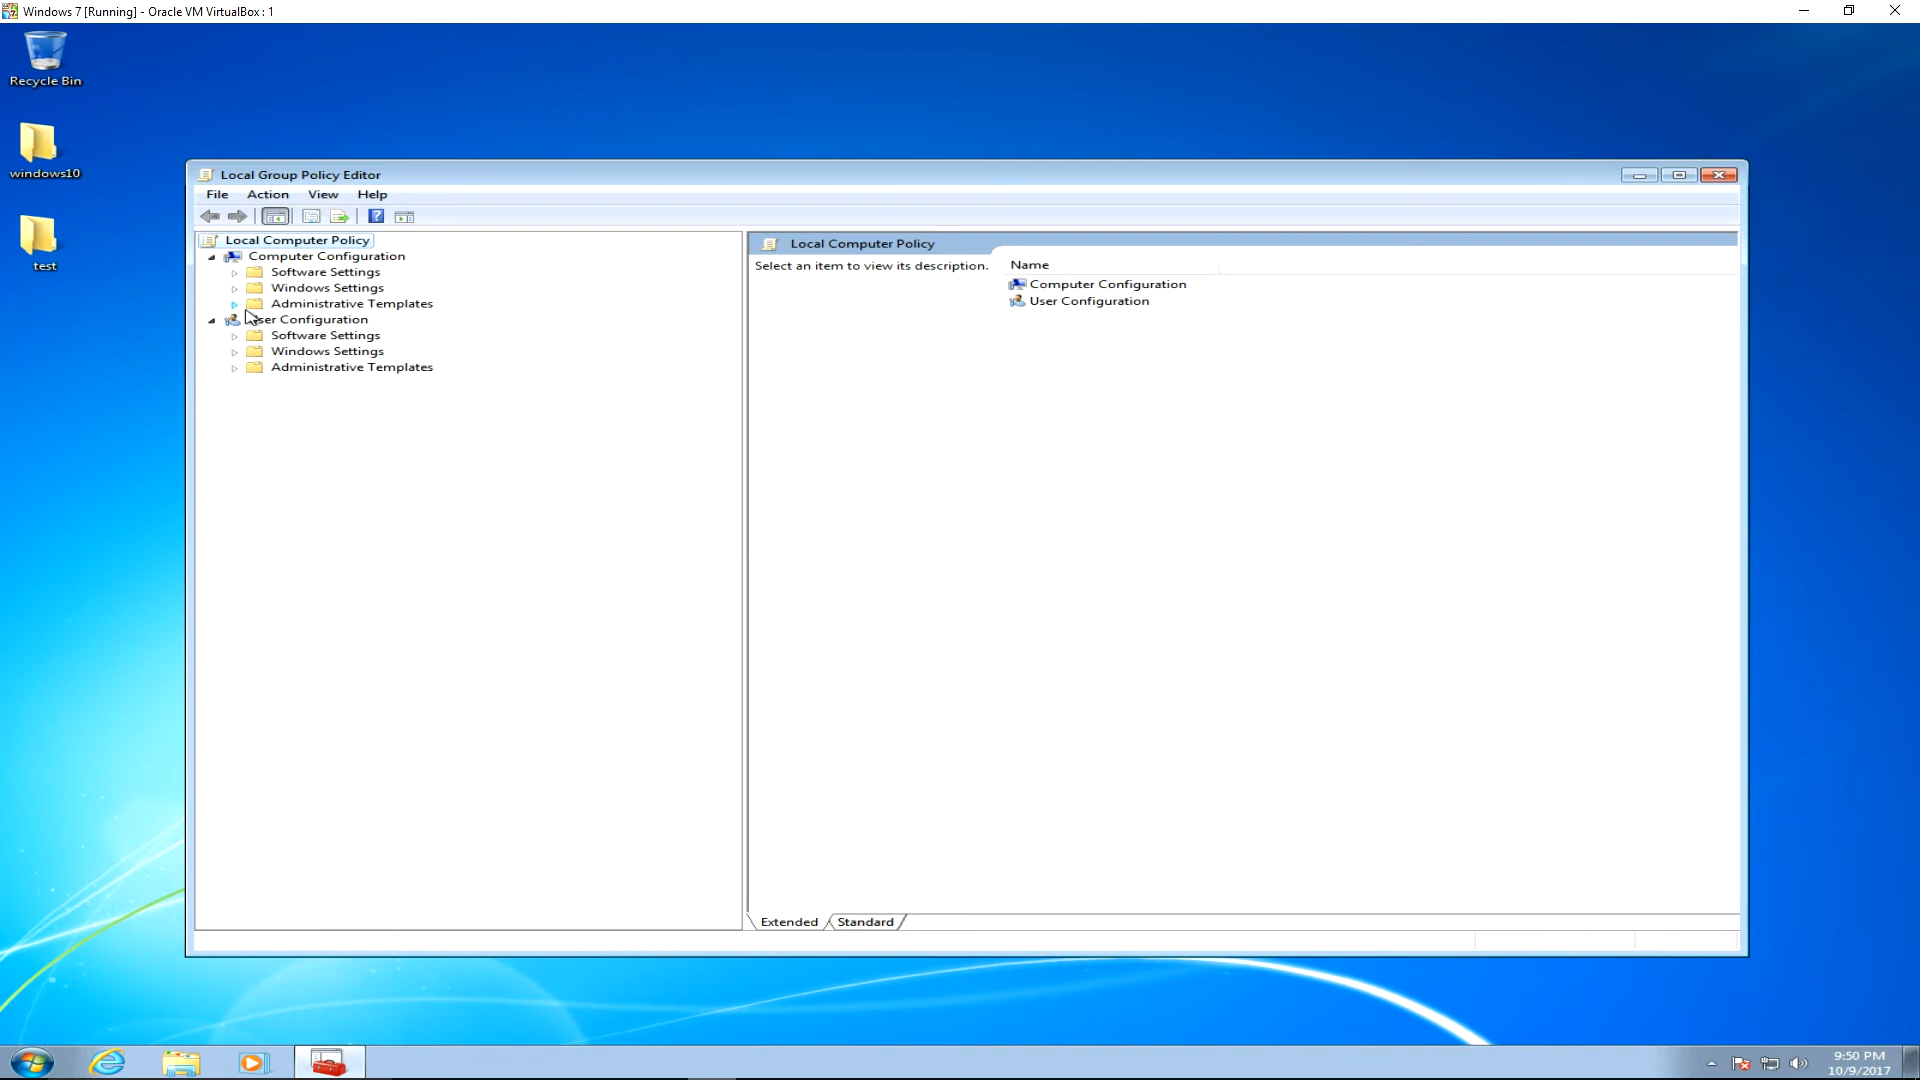 Windows 7 [Running] - Oracle VM VirtualBox : 1
Recycle Bin
windows10
test
Local Group Policy Editor
File Action View Help
Local Computer Policy
Computer Configuration
Software Settings
Windows Settings
Administrative Templates
User Configuration
Software Settings
Windows Settings
Administrative Templates
Local Computer Policy
Select an item to view its description.
Name
Computer Configuration
User Configuration
Extended Standard
9:50 PM
10/9/2017